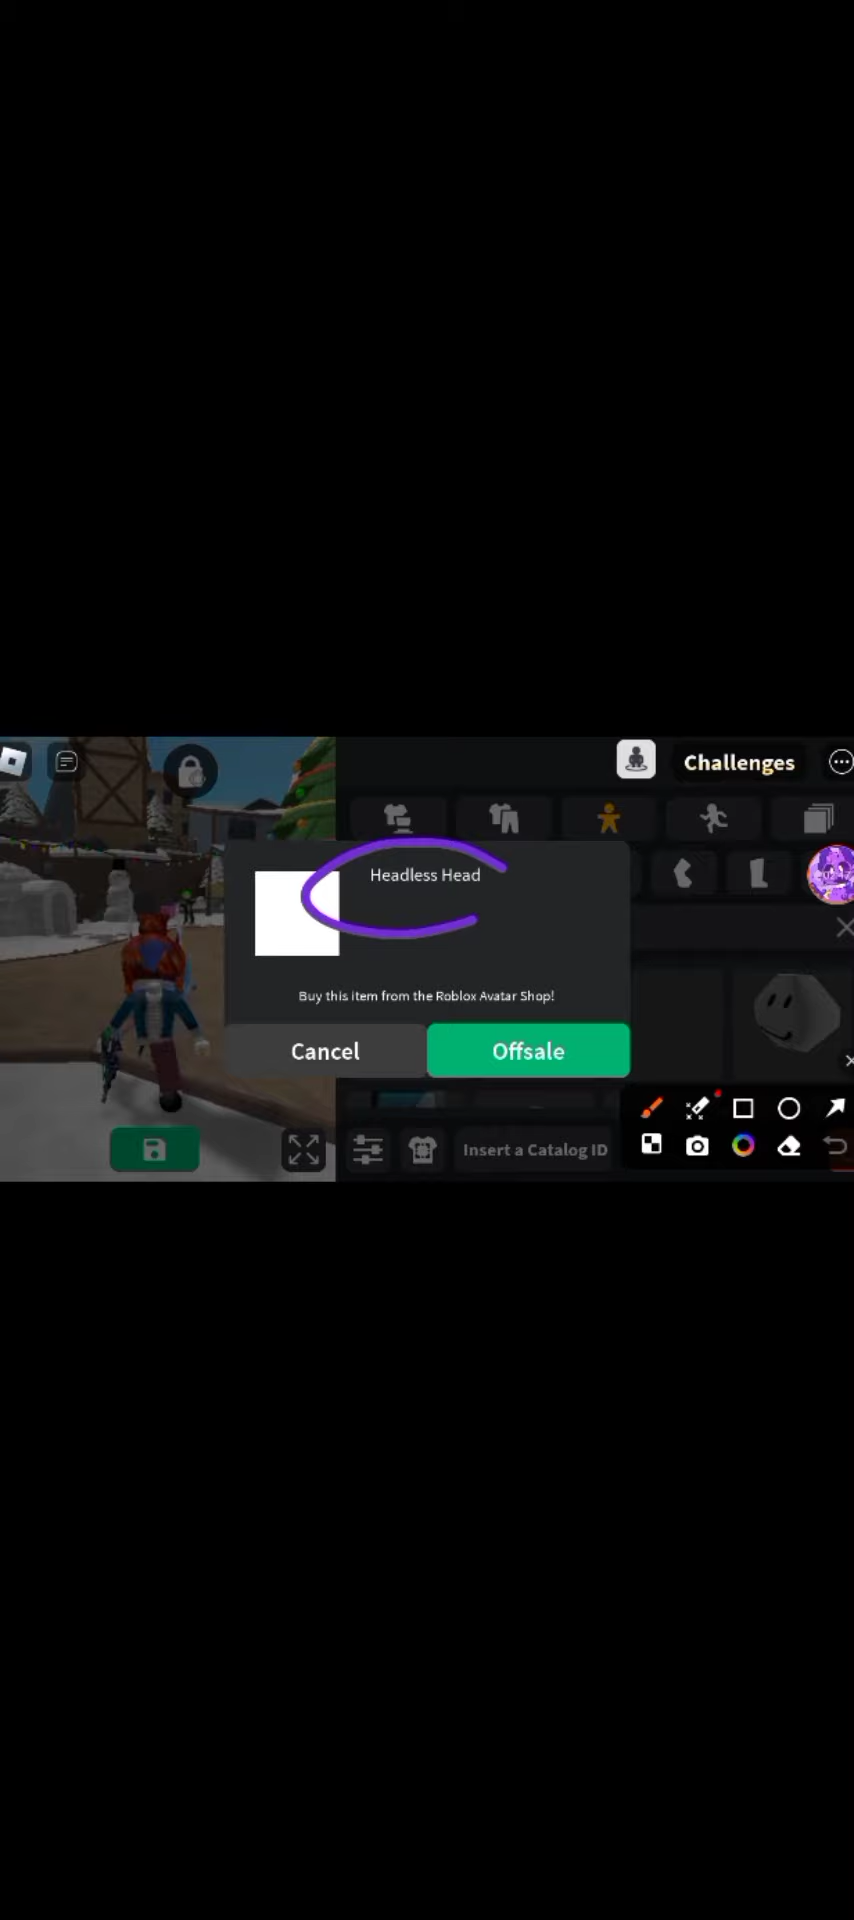 Challenges
Headless Head
Buy this item from the Roblox Avatar Shop!
Cancel
Offsale
Insert a Catalog ID